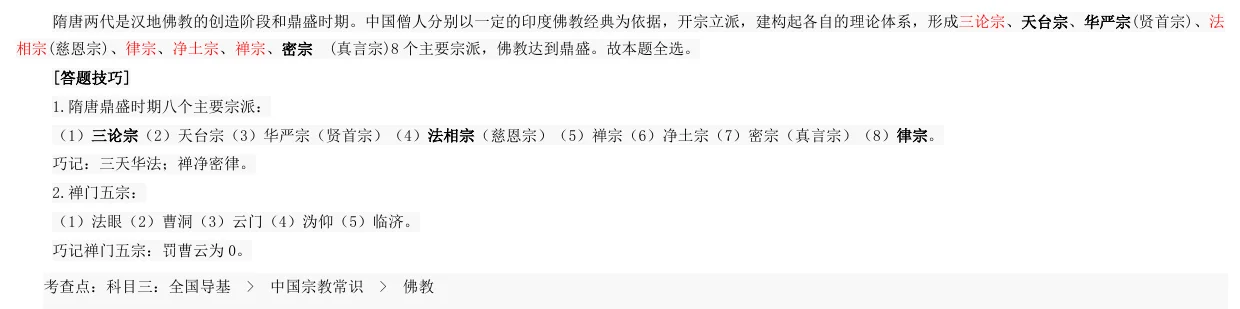 隋唐两代是汉地佛教的创造阶段和鼎盛时期。中国僧人分别以一定的印度佛教经典为依据，开宗立派，建构起各自的理论体系，形成三论宗、天台宗、华严宗(贤首宗)、法
相宗(慈恩宗)、律宗、净土宗、禅宗、密宗 (真言宗)8个主要宗派，佛教达到鼎盛。故本题全选。
[答题技巧]
1.隋唐鼎盛时期八个主要宗派：
（1）三论宗（2）天台宗（3）华严宗（贤首宗）（4）法相宗（慈恩宗）（5）禅宗（6）净土宗（7）密宗（真言宗）（8）律宗。
巧记：三天华法；禅净密律。
2.禅门五宗：
（1）法眼（2）曹洞（3）云门（4）沩仰（5）临济。
巧记禅门五宗：罚曹云为0。
考查点：科目三：全国导基 > 中国宗教常识 > 佛教